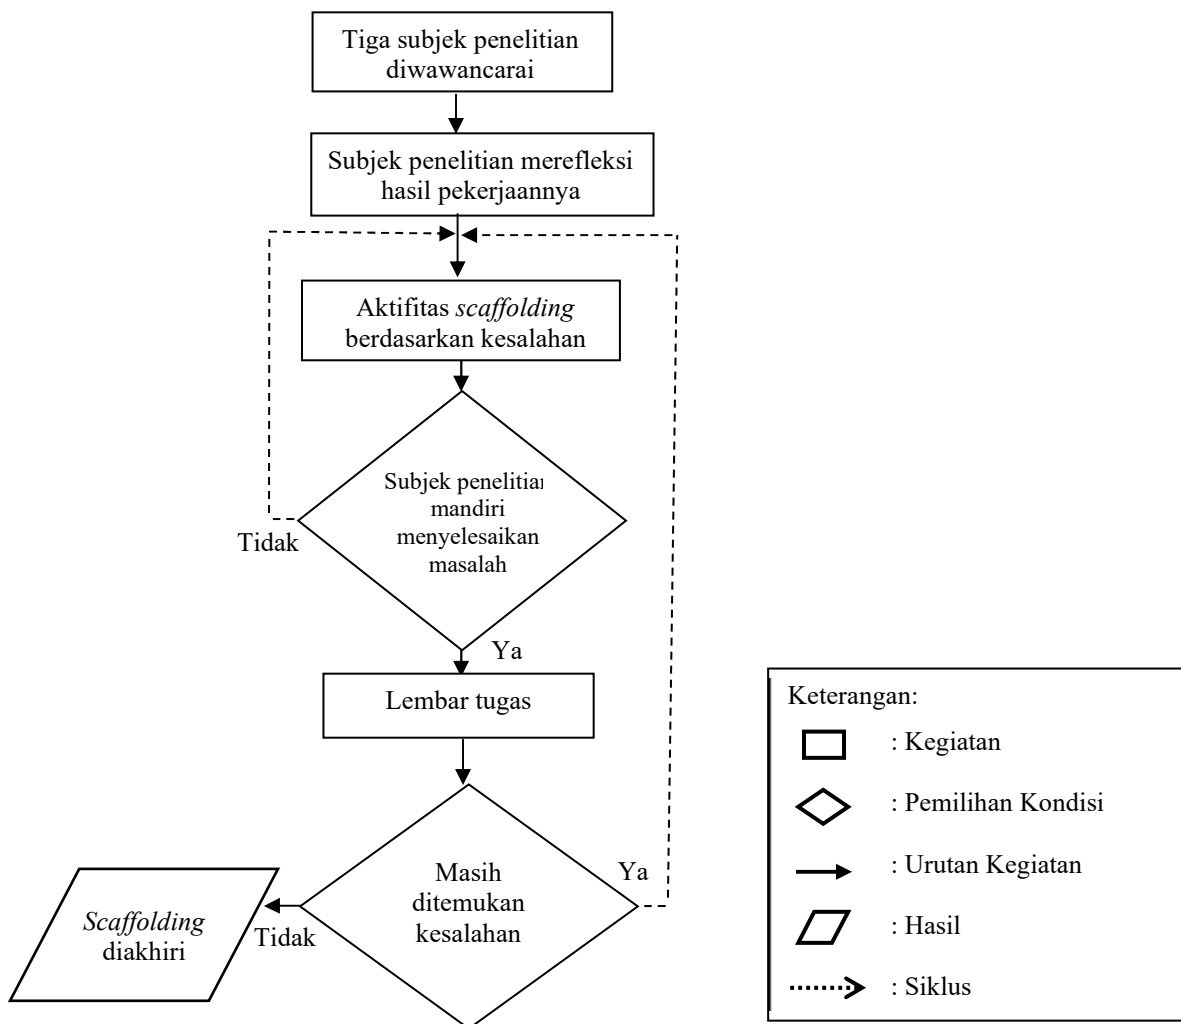 Tiga subjek penelitian
diwawancarai
Subjek penelitian merefleksi
hasil pekerjaannya
Aktifitas scaffolding
berdasarkan kesalahan
Subjek penelitian
mandiri
menyelesaikan
masalah
Tidak
Ya
Lembar tugas
Masih
ditemukan
kesalahan
Ya
Tidak
Scaffolding
diakhiri
Keterangan:
: Kegiatan
: Pemilihan Kondisi
: Urutan Kegiatan
: Hasil
: Siklus